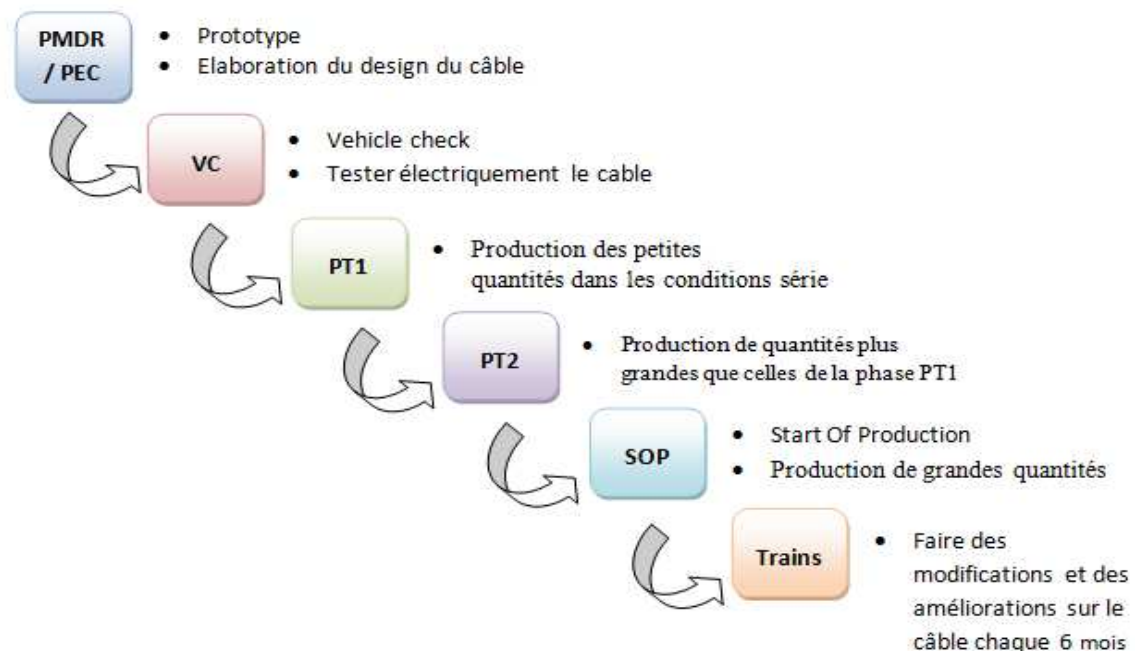 PMDR
/ PEC
• Prototype
• Elaboration du design du câble
VC
• Vehicle check
• Tester électriquement le cable
PT1
• Production des petites
quantités dans les conditions série
PT2
• Production de quantités plus
grandes que celles de la phase PT1
SOP
• Start Of Production
• Production de grandes quantités
Trains
• Faire des
modifications et des
améliorations sur le
câble chaque 6 mois